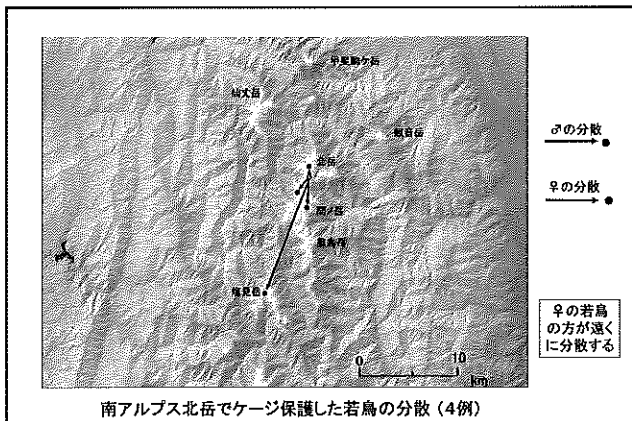 甲斐駒ケ岳
仙丈岳
観音岳
北岳
間ノ岳
農鳥岳
塩見岳
0 10
km
♂の分散
♀の分散
♀の若鳥
の方が遠く
に分散する
南アルプス北岳でケージ保護した若鳥の分散（4例）